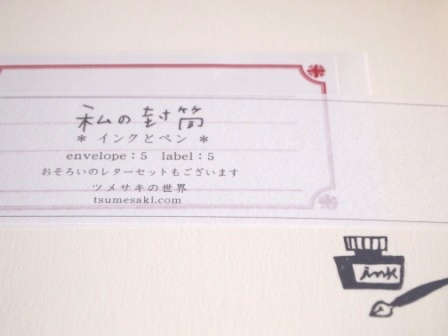 私の封筒
* インクとペン *
envelope：5　label：5
おそろいのレターセットもございます
ツメサキの世界
tsumesaki.com
ink